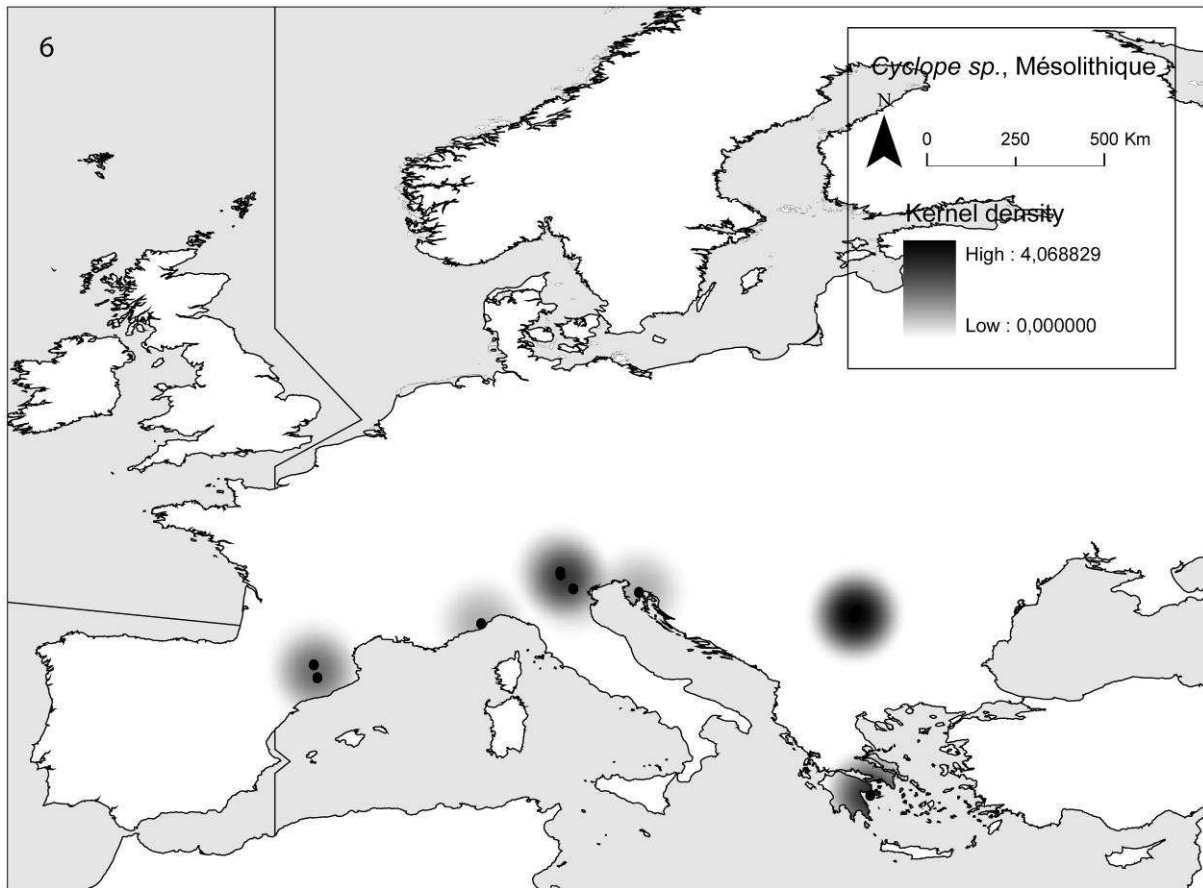 6
Cyclope sp., Mésolithique
N
0 250 500 Km
Kernel density
High : 4,068829
Low : 0,000000